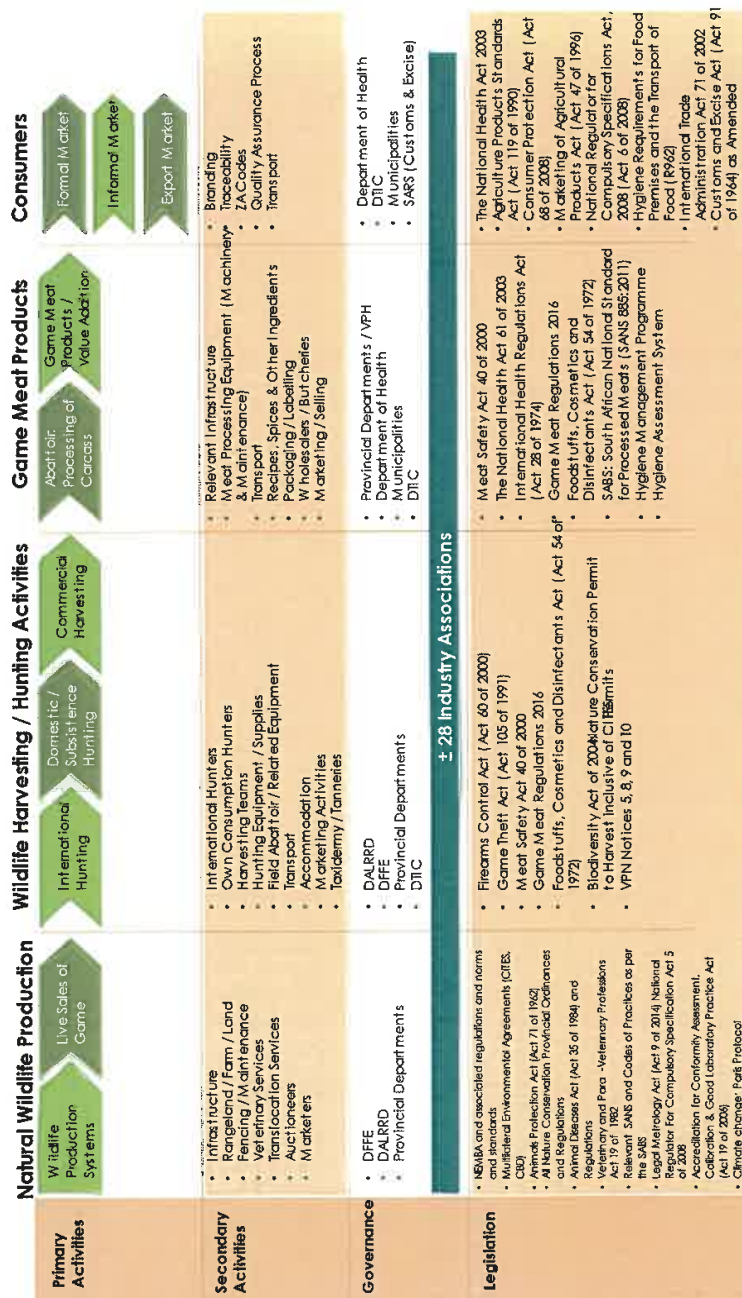 Natural Wildlife Production
Wildlife Harvesting / Hunting Activities
Game Meat Products
Consumers
Primary
Activities
Wildlife
Production
Systems
Live Sales of
Game
International
Hunting
Domestic /
Subsistence
Hunting
Commercial
Harvesting
Abattoir,
Processing of
Carcass
Game Meat
Products /
Value Addition
Formal Market
Informal Market
Export Market
Secondary
Activities
• Infrastructure
• Rangeland / Farm / Land
• Fencing / Maintenance
• Veterinary Services
• Translocation Services
• Auctioneers
• Marketers
• International Hunters
• Own Consumption Hunters
• Harvesting Teams
• Hunting Equipment / Supplies
• Field Abattoir / Related Equipment
• Transport
• Accommodation
• Marketing Activities
• Taxidermy / Tanneries
• Relevant Infrastructure
• Meat Processing Equipment (Machinery
& Maintenance)
• Transport
• Recipes, Spices & Other Ingredients
• Packaging / Labelling
• Wholesalers / Butcheries
• Marketing / Selling
• Branding
• Traceability
• ZA Codes
• Quality Assurance Process
• Transport
Governance
• DFFE
• DALRRD
• Provincial Departments
• DALRRD
• DFFE
• Provincial Departments
• DTIC
• Provincial Departments / VPH
• Department of Health
• Municipalities
• DTIC
• Department of Health
• DTIC
• Municipalities
• SARS (Customs & Excise)
± 28 Industry Associations
Legislation
• NEMBA and associated regulations and norms
and standards
• Multilateral Environmental Agreements (CITES,
CBD)
• Animals Protection Act (Act 71 of 1962)
• All Nature Conservation Provincial Ordinances
and Regulations
• Animal Diseases Act (Act 35 of 1984) and
Regulations
• Veterinary and Para -Veterinary Professions
Act 19 of 1982
• Relevant SANS and Codes of Practices as per
the SABS
• Legal Metrology Act (Act 9 of 2014) National
Regulator For Compulsory Specification Act 5
of 2008
• Accreditation for Conformity Assessment,
Calibration & Good Laboratory Practice Act
(Act 19 of 2006)
• Climate change: Paris Protocol
• Firearms Control Act (Act 60 of 2000)
• Game Theft Act (Act 105 of 1991)
• Meat Safety Act 40 of 2000
• Game Meat Regulations 2016
• Foodstuffs, Cosmetics and Disinfectants Act (Act 54 of
1972)
• Biodiversity Act of Nature Conservation Permit
to Harvest Inclusive of Permits
• VPN Notices 5, 8, 9 and 10
• Meat Safety Act 40 of 2000
• The National Health Act 61 of 2003
• International Health Regulations Act
(Act 28 of 1974)
• Game Meat Regulations 2016
• Foodstuffs, Cosmetics and
Disinfectants Act (Act 54 of 1972)
• SABS: South African National Standard
for Processed Meats (SANS 885:2011)
• Hygiene Management Programme
• Hygiene Assessment System
• The National Health Act 2003
• Agriculture Products Standards
Act (Act 119 of 1990)
• Consumer Protection Act (Act
68 of 2008)
• Marketing of Agricultural
Products Act (Act 47 of 1996)
• National Regulator for
Compulsory Specifications Act,
2008 (Act 6 of 2008)
• Hygiene Requirements for Food
Premises and the Transport of
Food (R962)
• International Trade
Administration Act 71 of 2002
• Customs and Excise Act (Act 91
of 1964) as Amended